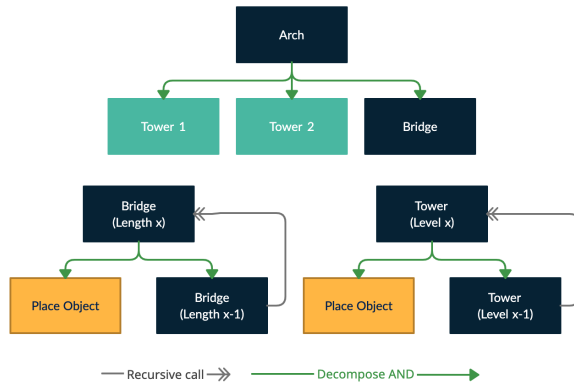 Arch
Tower 1
Tower 2
Bridge
Bridge
(Length x)
Tower
(Level x)
Place Object
Bridge
(Length x-1)
Place Object
Tower
(Level x-1)
Recursive call
Decompose AND